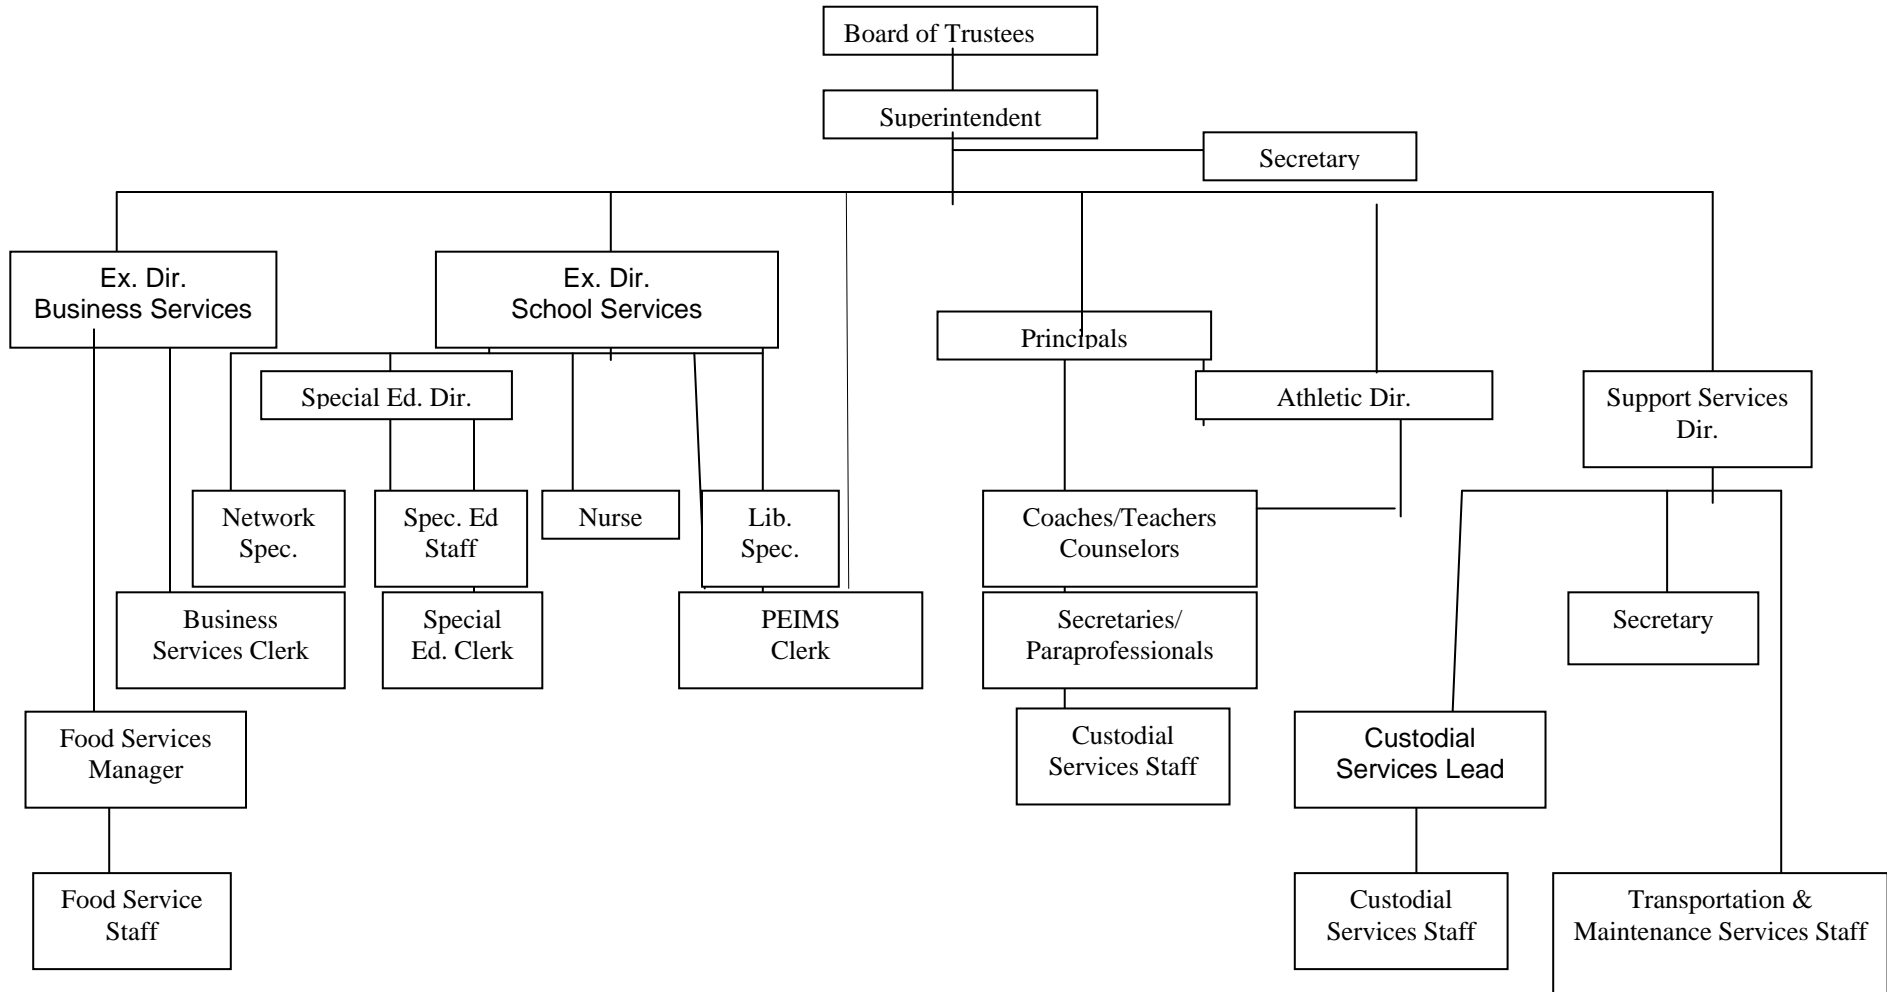 Board of Trustees
Superintendent
Secretary
Ex. Dir.
Business Services
Ex. Dir.
School Services
Principals
Special Ed. Dir.
Athletic Dir.
Support Services
Dir.
Network
Spec.
Spec. Ed
Staff
Nurse
Lib.
Spec.
Coaches/Teachers
Counselors
Business
Services Clerk
Special
Ed. Clerk
PEIMS
Clerk
Secretaries/
Paraprofessionals
Secretary
Food Services
Manager
Custodial
Services Staff
Custodial
Services Lead
Food Service
Staff
Custodial
Services Staff
Transportation &
Maintenance Services Staff